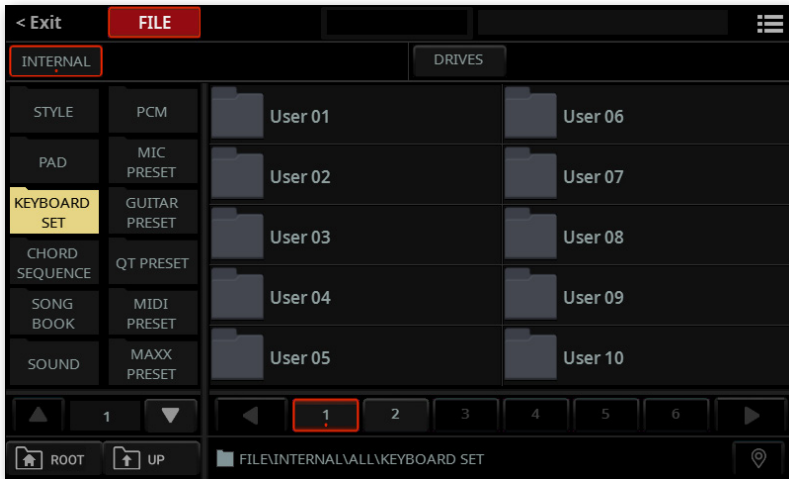 < Exit
FILE
INTERNAL
DRIVES
STYLE
PCM
PAD
MIC
PRESET
KEYBOARD
SET
GUITAR
PRESET
CHORD
SEQUENCE
QT PRESET
SONG
BOOK
MIDI
PRESET
SOUND
MAXX
PRESET
User 01
User 06
User 02
User 07
User 03
User 08
User 04
User 09
User 05
User 10
1
1
2
3
4
5
6
ROOT
UP
FILE\INTERNAL\ALL\KEYBOARD SET